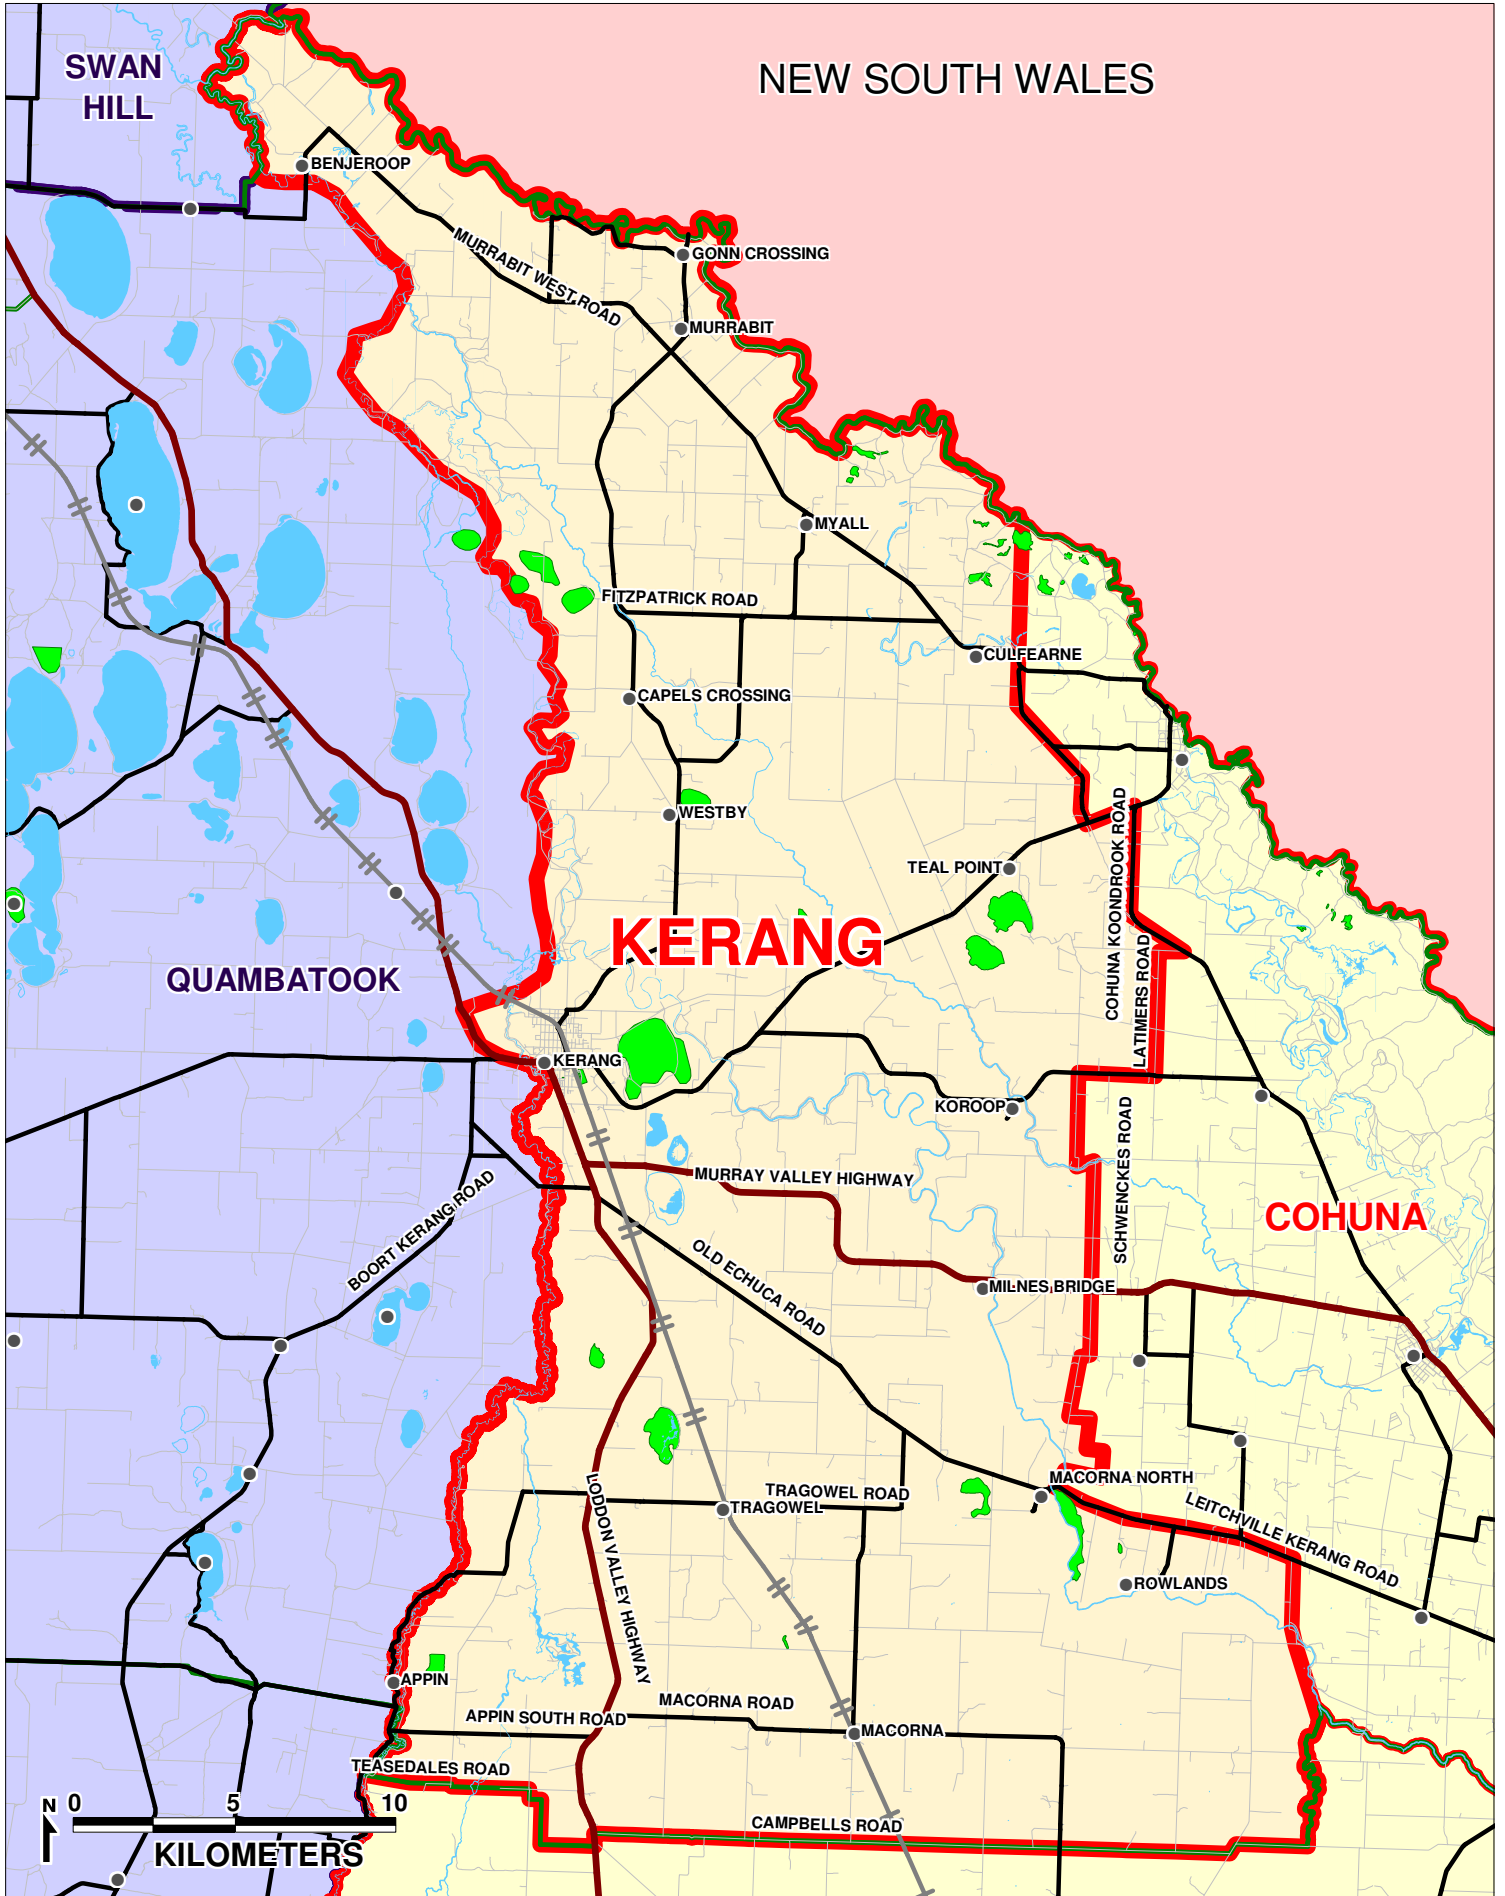 SWAN
HILL
NEW SOUTH WALES
BENJEROOP
MURRABIT WEST ROAD
GONN CROSSING
MURRABIT
MYALL
FITZPATRICK ROAD
CULFEARNE
CAPELS CROSSING
WESTBY
TEAL POINT
COHUNA KOONDROOK ROAD
KERANG
LATIMERS ROAD
QUAMBATOOK
KERANG
KOROOP
SCHWENCKES ROAD
MURRAY VALLEY HIGHWAY
BOORT KERANG ROAD
COHUNA
OLD ECHUCA ROAD
MILNES BRIDGE
MACORNA NORTH
TRAGOWEL ROAD
TRAGOWEL
LODDON VALLEY HIGHWAY
LEITCHVILLE KERANG ROAD
ROWLANDS
APPIN
MACORNA ROAD
APPIN SOUTH ROAD
MACORNA
TEASEDALES ROAD
N 0 5 10
CAMPBELLS ROAD
KILOMETERS